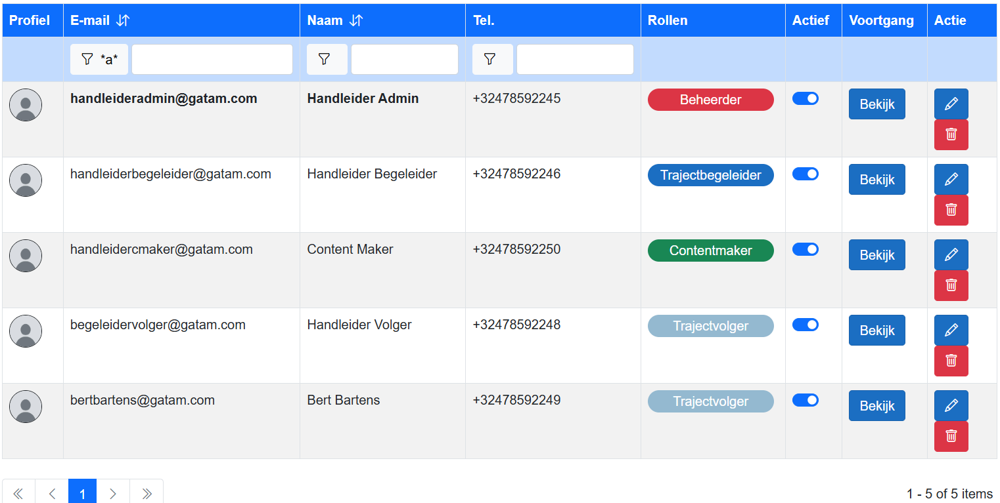 Profiel E-mail Naam Tel. Rollen Actief Voortgang Actie
*a*
handleideradmin@gatam.com Handleider Admin +32478592245 Beheerder Bekijk
handleiderbegeleider@gatam.com Handleider Begeleider +32478592246 Trajectbegeleider Bekijk
handleidercmaker@gatam.com Content Maker +32478592250 Contentmaker Bekijk
begeleidervolger@gatam.com Handleider Volger +32478592248 Trajectvolger Bekijk
bertbartens@gatam.com Bert Bartens +32478592249 Trajectvolger Bekijk
1 1 - 5 of 5 items